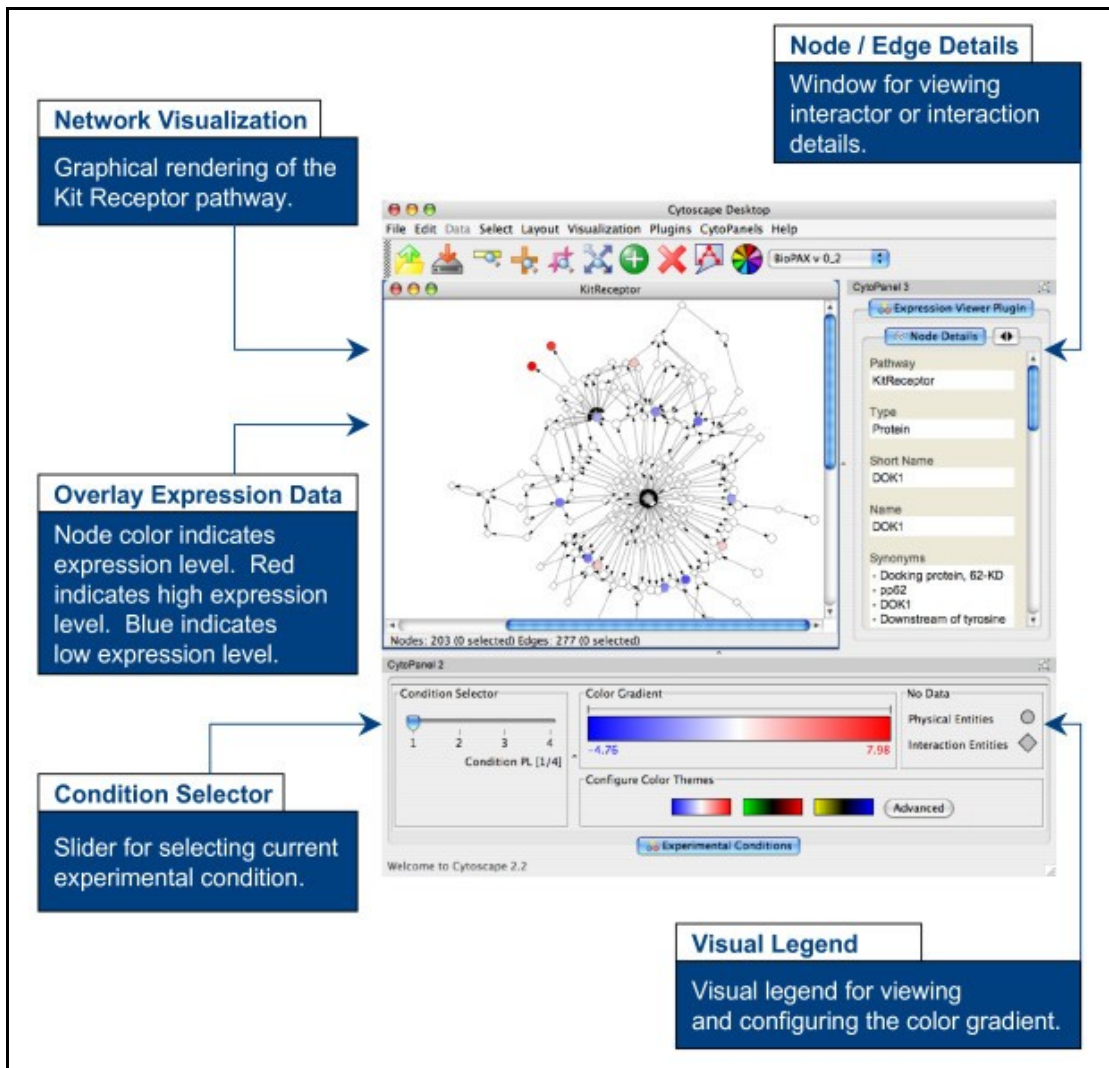 Node / Edge Details
Window for viewing
interactor or interaction
details.
Network Visualization
Graphical rendering of the
Kit Receptor pathway.
Cytoscape Desktop
File Edit Data Select Layout Visualization Plugins CytoPanels Help
BioPAX v 0_2
KitReceptor
CytoPanel 3
Expression Viewer Plugin
Node Details
Pathway
KitReceptor
Type
Protein
Short Name
DOK1
Name
DOK1
Synonyms
- Docking protein, 62-KD
- pp62
- DOK1
- Downstream of tyrosine
Nodes: 203 (0 selected) Edges: 277 (0 selected)
Overlay Expression Data
Node color indicates
expression level. Red
indicates high expression
level. Blue indicates
low expression level.
CytoPanel 2
Condition Selector
1 2 3 4
Condition PL [1/4]
Color Gradient
-4.76 7.98
No Data
Physical Entities
Interaction Entities
Configure Color Themes
Advanced
Experimental Conditions
Welcome to Cytoscape 2.2
Condition Selector
Slider for selecting current
experimental condition.
Visual Legend
Visual legend for viewing
and configuring the color gradient.